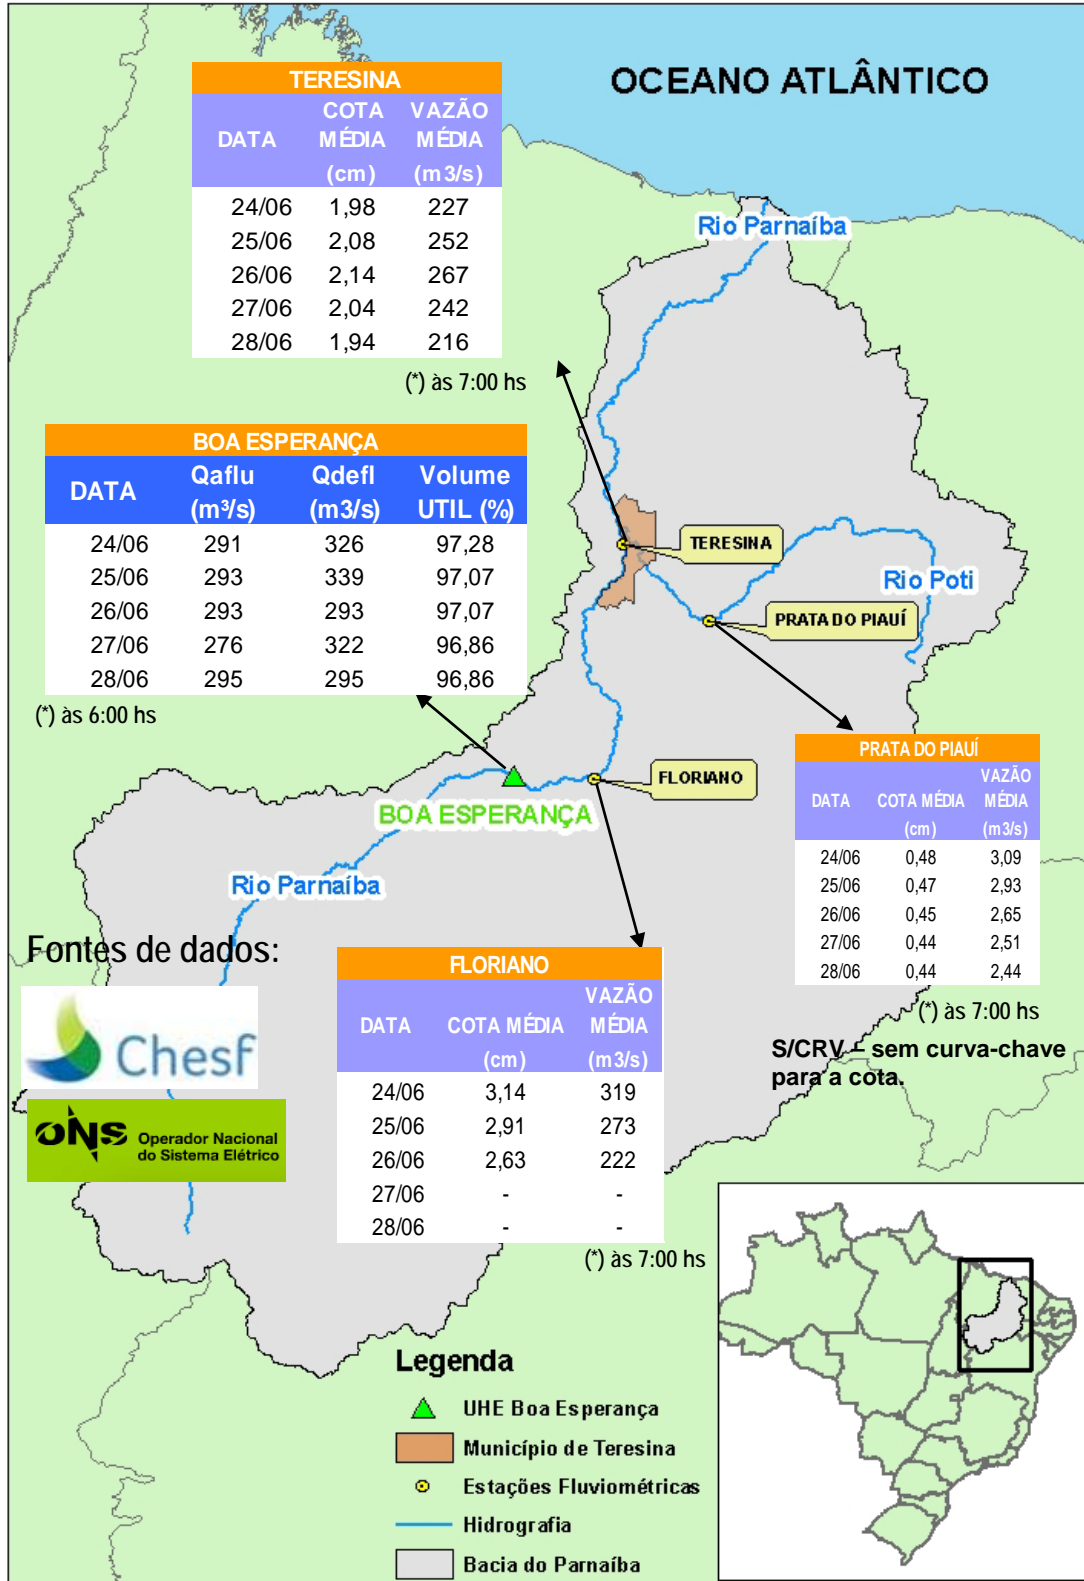 OCEANO ATLÂNTICO
TERESINA
DATA COTA MÉDIA (cm) VAZÃO MÉDIA (m3/s)
24/06 1,98 227
25/06 2,08 252
26/06 2,14 267
27/06 2,04 242
28/06 1,94 216
(*) às 7:00 hs
Rio Parnaíba
BOA ESPERANÇA
DATA Qaflu (m³/s) Qdefl (m3/s) Volume UTIL (%)
24/06 291 326 97,28
25/06 293 339 97,07
26/06 293 293 97,07
27/06 276 322 96,86
28/06 295 295 96,86
(*) às 6:00 hs
TERESINA
Rio Poti
PRATA DO PIAUÍ
FLORIANO
BOA ESPERANÇA
Rio Parnaíba
PRATA DO PIAUÍ
DATA COTA MÉDIA (cm) VAZÃO MÉDIA (m3/s)
24/06 0,48 3,09
25/06 0,47 2,93
26/06 0,45 2,65
27/06 0,44 2,51
28/06 0,44 2,44
(*) às 7:00 hs
S/CRV – sem curva-chave
para a cota.
Fontes de dados:
Chesf
ONS Operador Nacional
do Sistema Elétrico
FLORIANO
DATA COTA MÉDIA (cm) VAZÃO MÉDIA (m3/s)
24/06 3,14 319
25/06 2,91 273
26/06 2,63 222
27/06 - -
28/06 - -
(*) às 7:00 hs
Legenda
UHE Boa Esperança
Município de Teresina
Estações Fluviométricas
Hidrografia
Bacia do Parnaíba